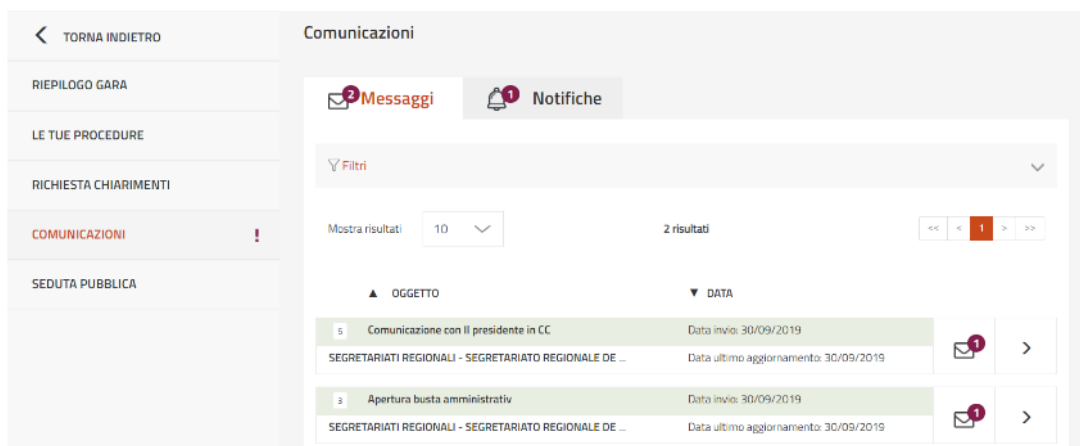 TORNA INDIETRO
RIEPILOGO GARA
LE TUE PROCEDURE
RICHIESTA CHIARIMENTI
COMUNICAZIONI !
SEDUTA PUBBLICA
Comunicazioni
2 Messaggi
1 Notifiche
Filtri
Mostra risultati 10 2 risultati << < 1 > >>
▲ OGGETTO ▼ DATA
5 Comunicazione con Il presidente in CC Data invio: 30/09/2019
SEGRETARIATI REGIONALI - SEGRETARIATO REGIONALE DE ... Data ultimo aggiornamento: 30/09/2019
1 >
3 Apertura busta amministrativ Data invio: 30/09/2019
SEGRETARIATI REGIONALI - SEGRETARIATO REGIONALE DE ... Data ultimo aggiornamento: 30/09/2019
1 >